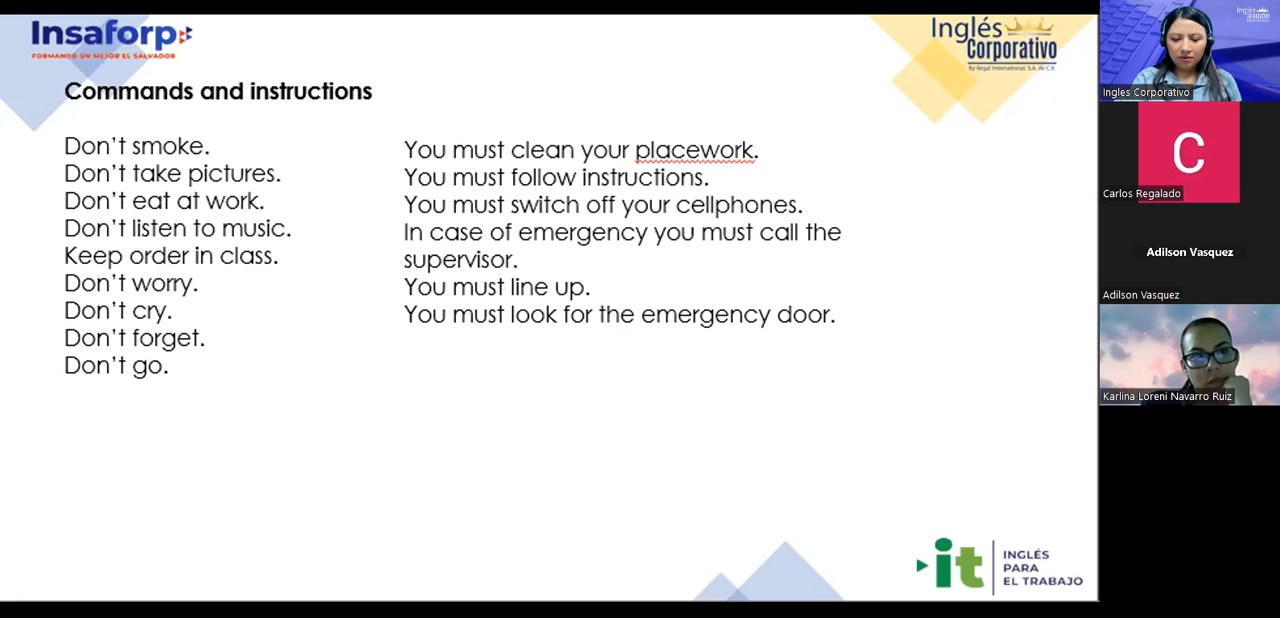 Insaforp
FORMANDO UN MEJOR EL SALVADOR
Inglés
Corporativo
By Regal International, S.A. de C.V.
Commands and instructions
Don't smoke.
Don't take pictures.
Don't eat at work.
Don't listen to music.
Keep order in class.
Don't worry.
Don't cry.
Don't forget.
Don't go.
You must clean your placework.
You must follow instructions.
You must switch off your cellphones.
In case of emergency you must call the
supervisor.
You must line up.
You must look for the emergency door.
it
INGLÉS
PARA
EL TRABAJO
Ingles Corporativo
C
Carlos Regalado
Adilson Vasquez
Adilson Vasquez
Karlina Loreni Navarro Ruiz